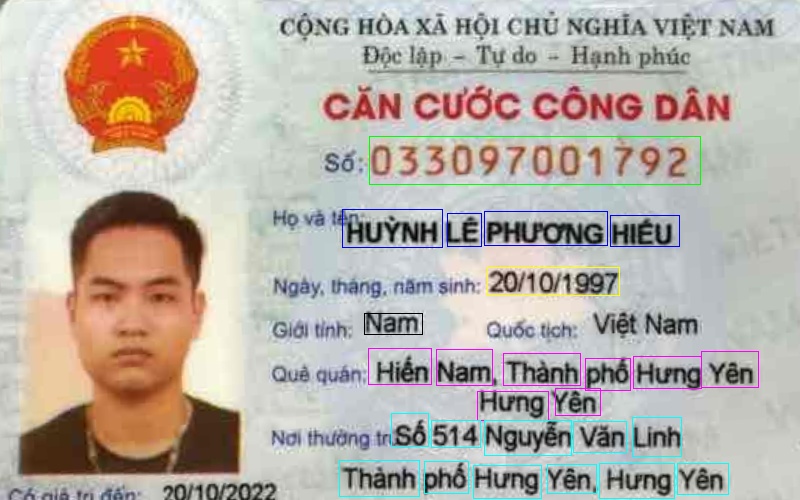 CỘNG HÒA XÃ HỘI CHỦ NGHĨA VIỆT NAM
Độc lập – Tự do – Hạnh phúc
CĂN CƯỚC CÔNG DÂN
Số: 033097001792
Họ và tên: HUỲNH LÊ PHƯƠNG HIẾU
Ngày, tháng, năm sinh: 20/10/1997
Giới tính: Nam Quốc tịch: Việt Nam
Quê quán: Hiến Nam, Thành phố Hưng Yên
Hưng Yên
Nơi thường trú: Số 514 Nguyễn Văn Linh
Thành phố Hưng Yên, Hưng Yên
Có giá trị đến: 20/10/2022